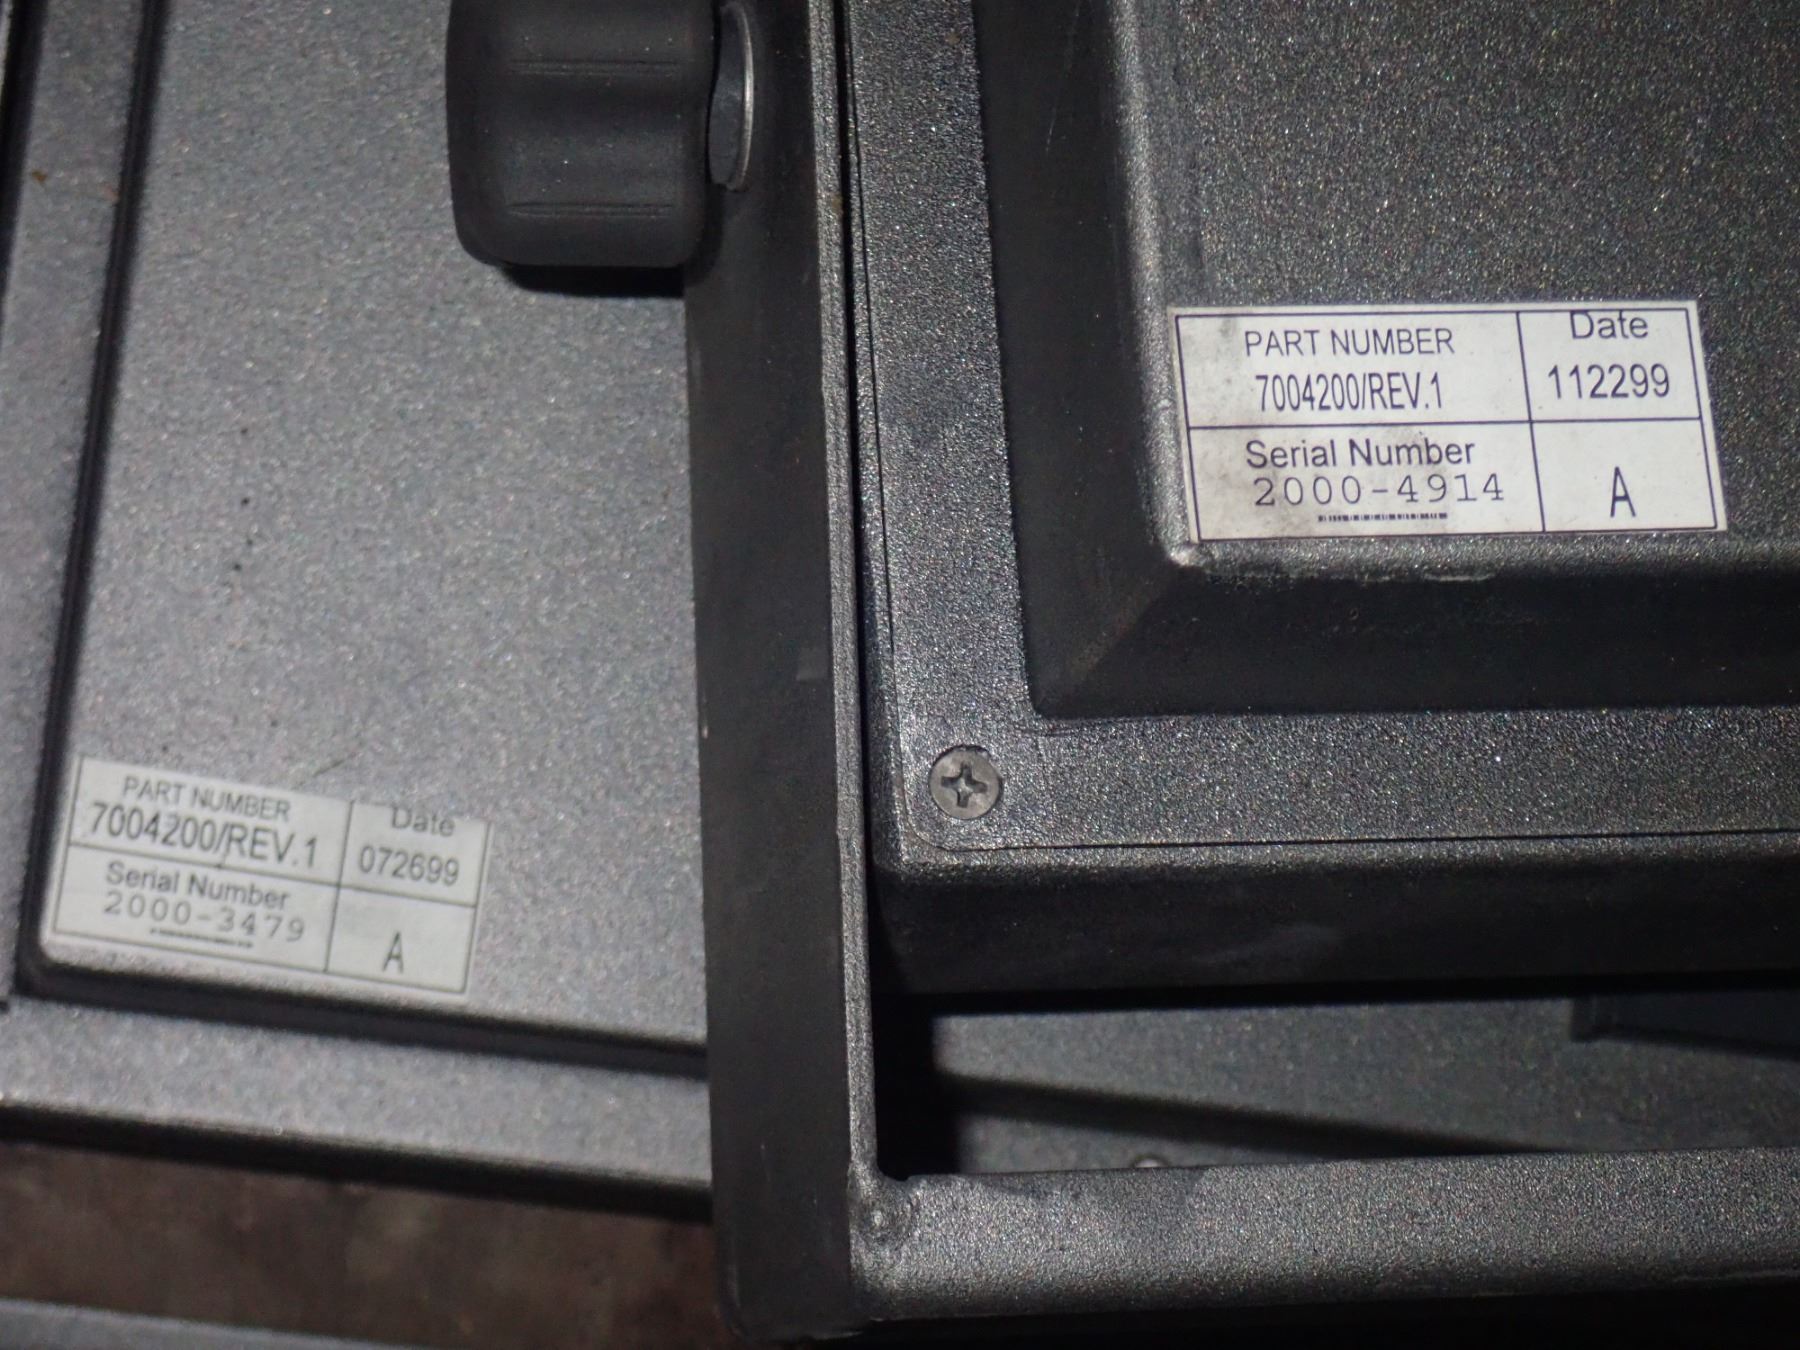 PART NUMBER
7004200/REV.1
Date
112299
Serial Number
2000-4914
A
PART NUMBER
7004200/REV.1
Date
072699
Serial Number
2000-3479
A